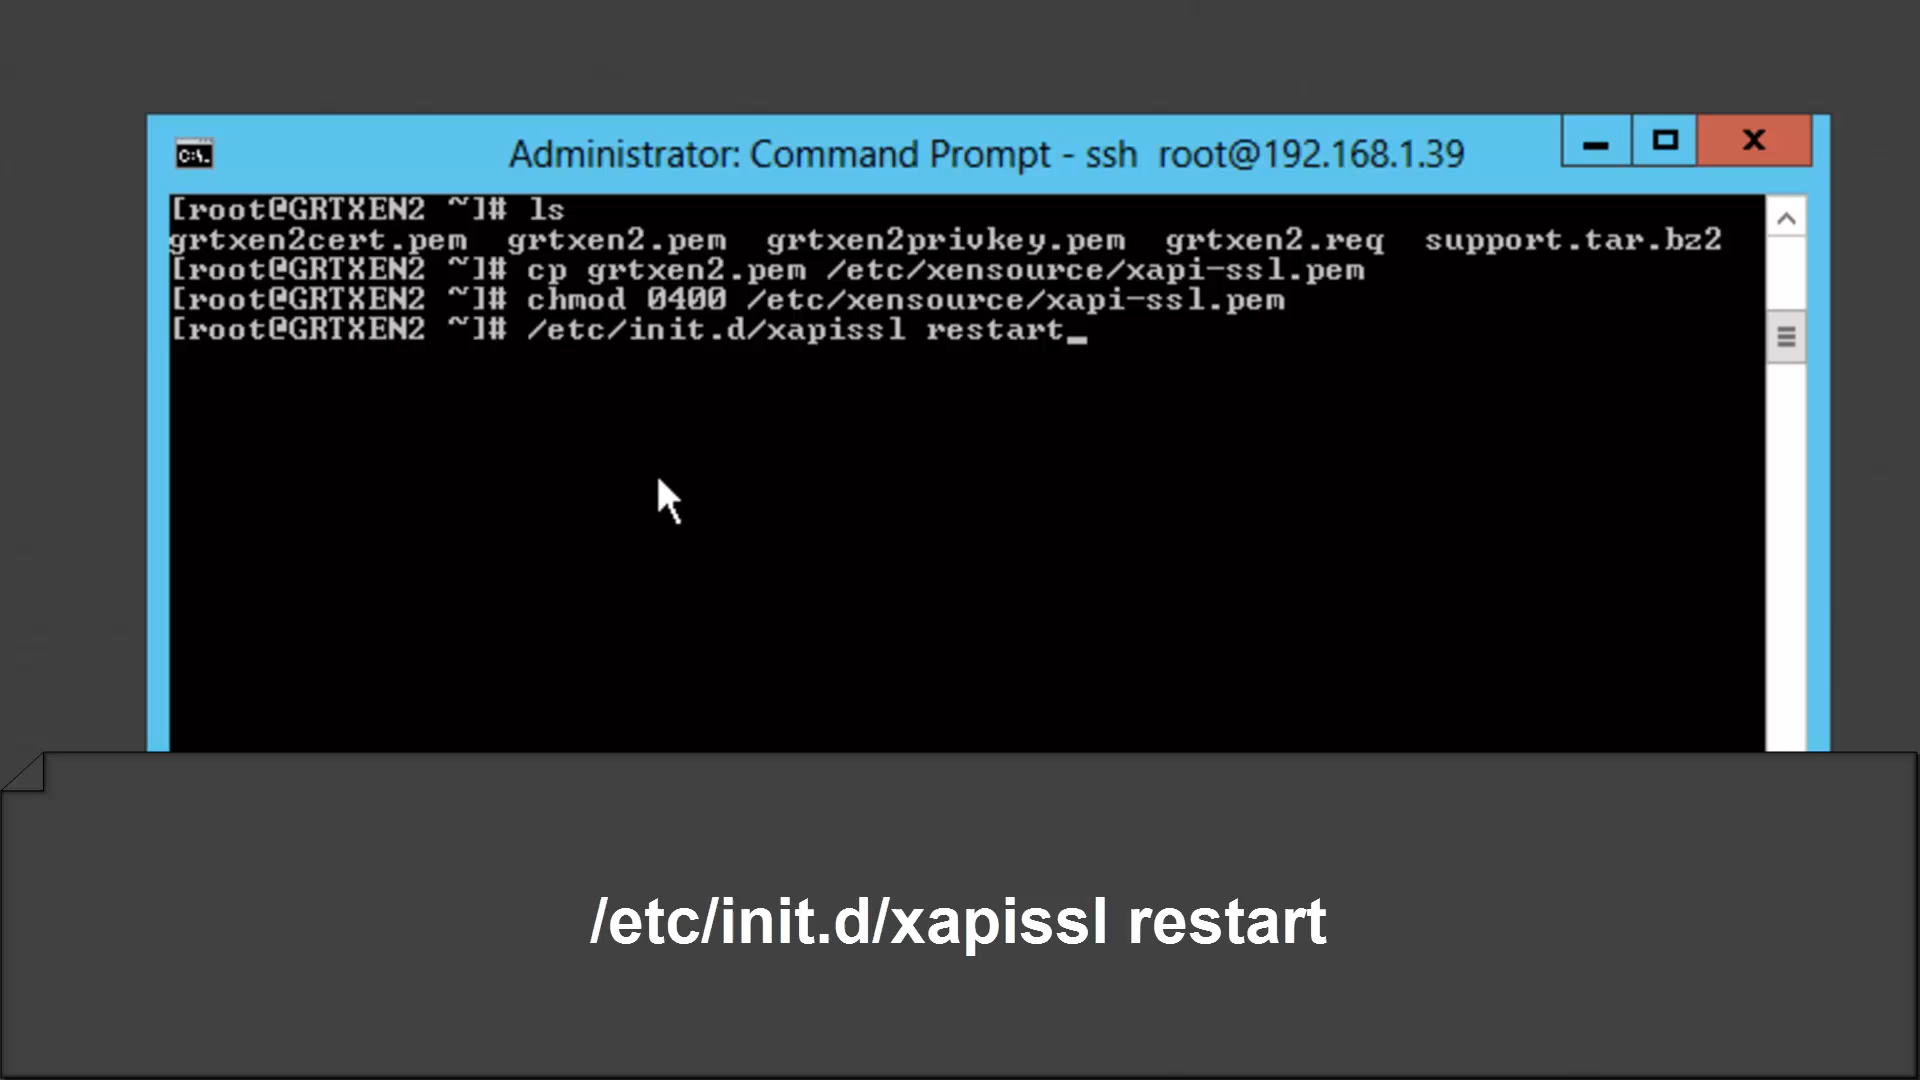 C:\.
Administrator: Command Prompt - ssh root@192.168.1.39
[root@GRTXEN2 ~]# ls
grtxen2cert.pem grtxen2.pem grtxen2privkey.pem grtxen2.req support.tar.bz2
[root@GRTXEN2 ~]# cp grtxen2.pem /etc/xensource/xapi-ssl.pem
[root@GRTXEN2 ~]# chmod 0400 /etc/xensource/xapi-ssl.pem
[root@GRTXEN2 ~]# /etc/init.d/xapissl restart_
/etc/init.d/xapissl restart